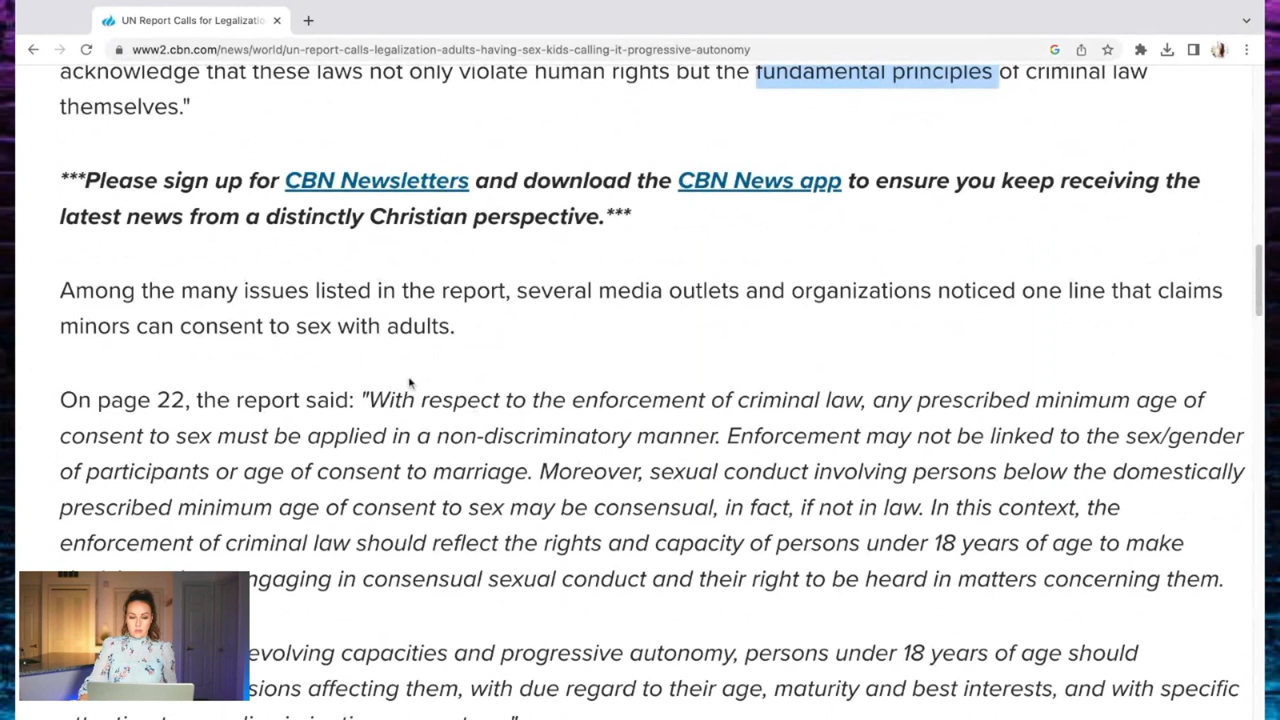 UN Report Calls for Legalizatio
www2.cbn.com/news/world/un-report-calls-legalization-adults-having-sex-kids-calling-it-progressive-autonomy
acknowledge that these laws not only violate human rights but the fundamental principles of criminal law
themselves."
***Please sign up for CBN Newsletters and download the CBN News app to ensure you keep receiving the
latest news from a distinctly Christian perspective.***
Among the many issues listed in the report, several media outlets and organizations noticed one line that claims
minors can consent to sex with adults.
On page 22, the report said: "With respect to the enforcement of criminal law, any prescribed minimum age of
consent to sex must be applied in a non-discriminatory manner. Enforcement may not be linked to the sex/gender
of participants or age of consent to marriage. Moreover, sexual conduct involving persons below the domestically
prescribed minimum age of consent to sex may be consensual, in fact, if not in law. In this context, the
enforcement of criminal law should reflect the rights and capacity of persons under 18 years of age to make
engaging in consensual sexual conduct and their right to be heard in matters concerning them.
evolving capacities and progressive autonomy, persons under 18 years of age should
sions affecting them, with due regard to their age, maturity and best interests, and with specific